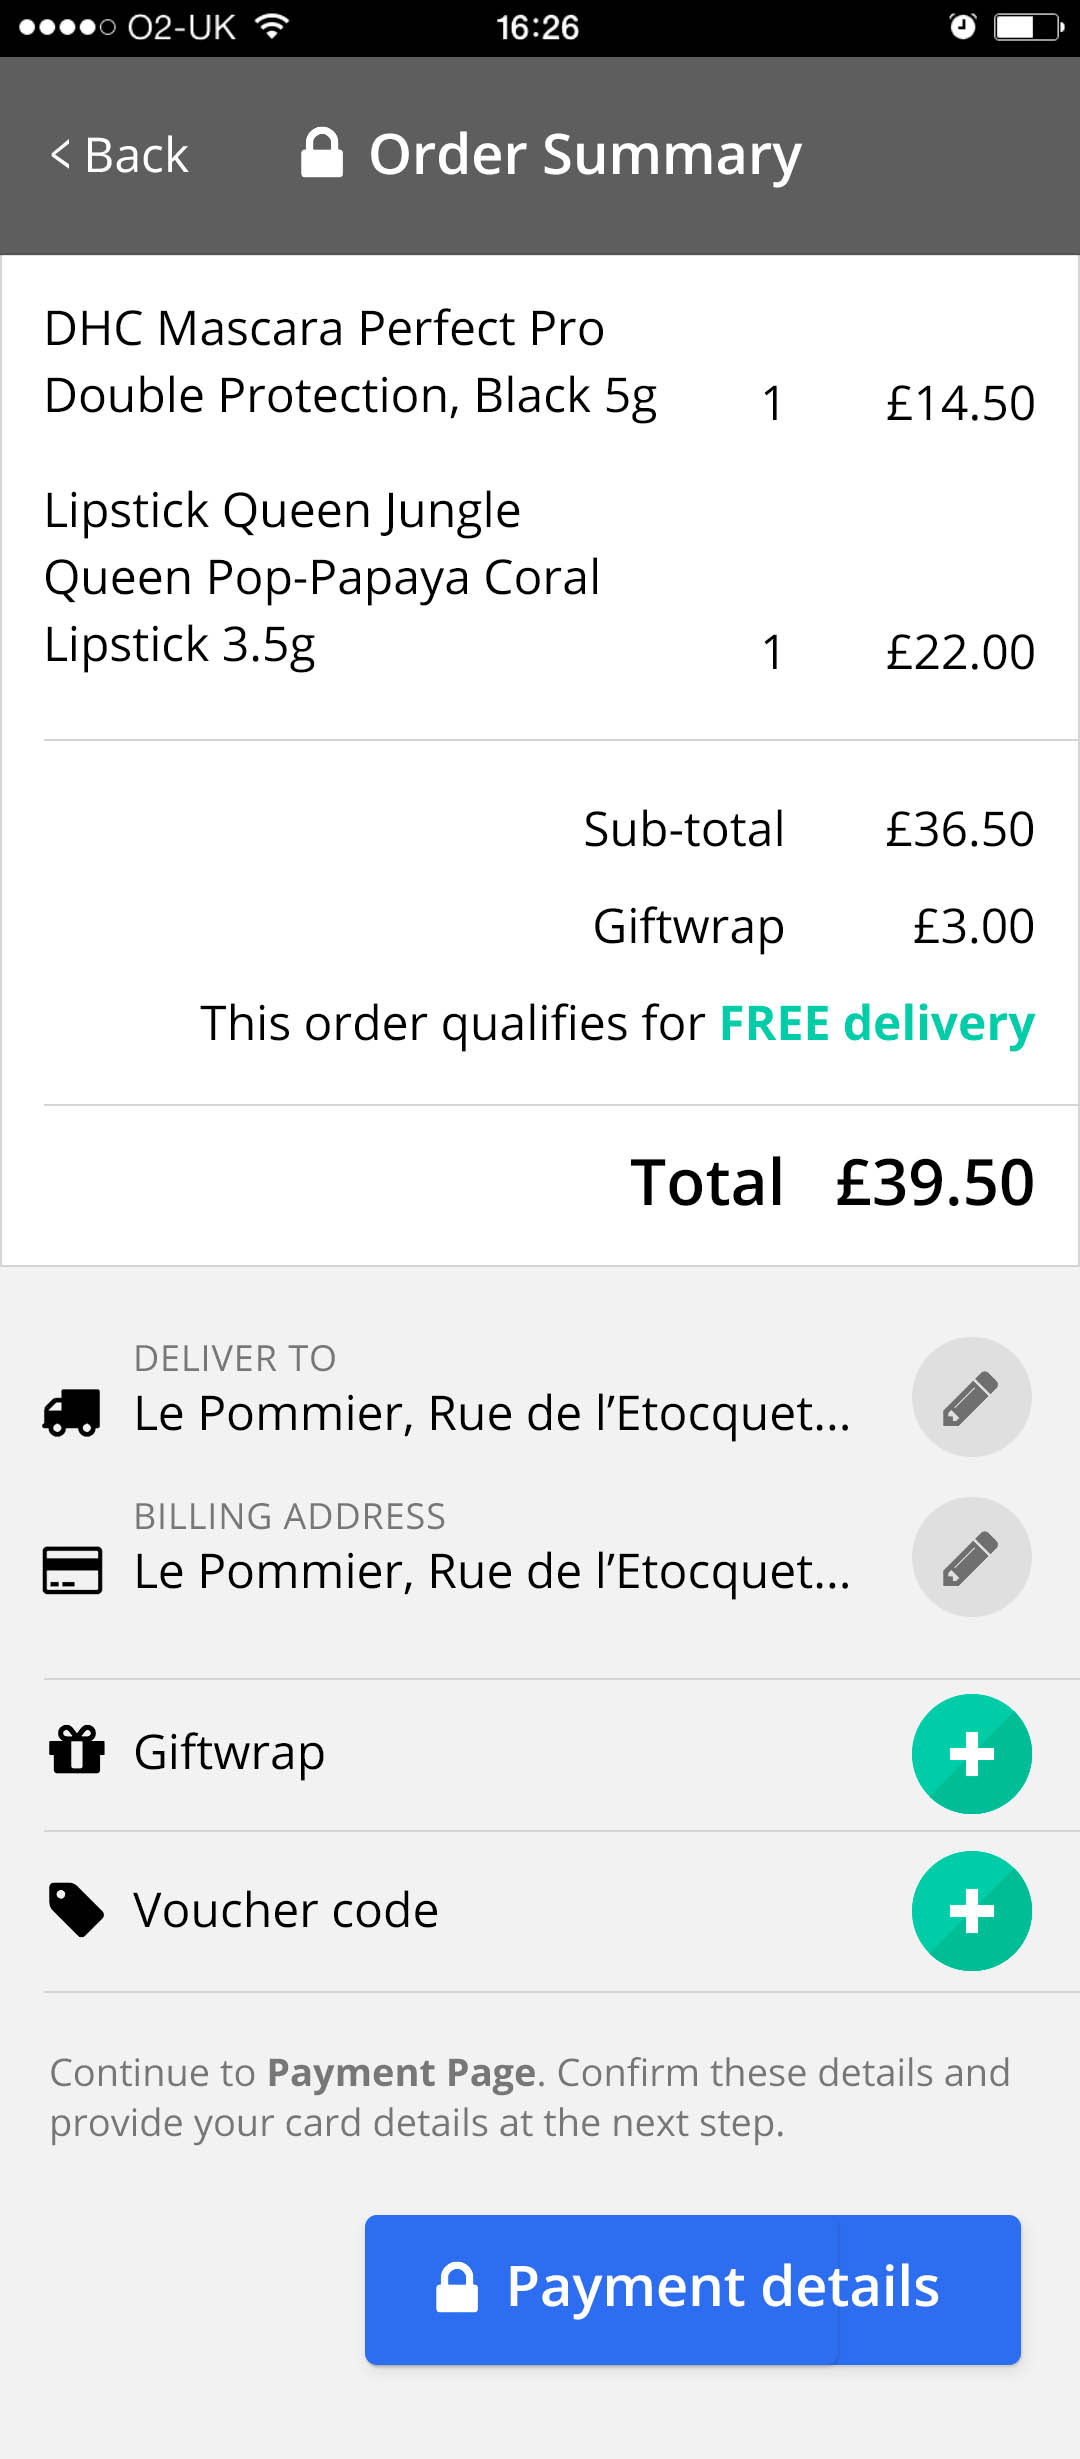 O2-UK 16:26
< Back Order Summary
DHC Mascara Perfect Pro
Double Protection, Black 5g 1 £14.50
Lipstick Queen Jungle
Queen Pop-Papaya Coral
Lipstick 3.5g 1 £22.00
Sub-total £36.50
Giftwrap £3.00
This order qualifies for FREE delivery
Total £39.50
DELIVER TO
Le Pommier, Rue de l’Etocquet...
BILLING ADDRESS
Le Pommier, Rue de l’Etocquet...
Giftwrap
Voucher code
Continue to Payment Page. Confirm these details and
provide your card details at the next step.
Payment details